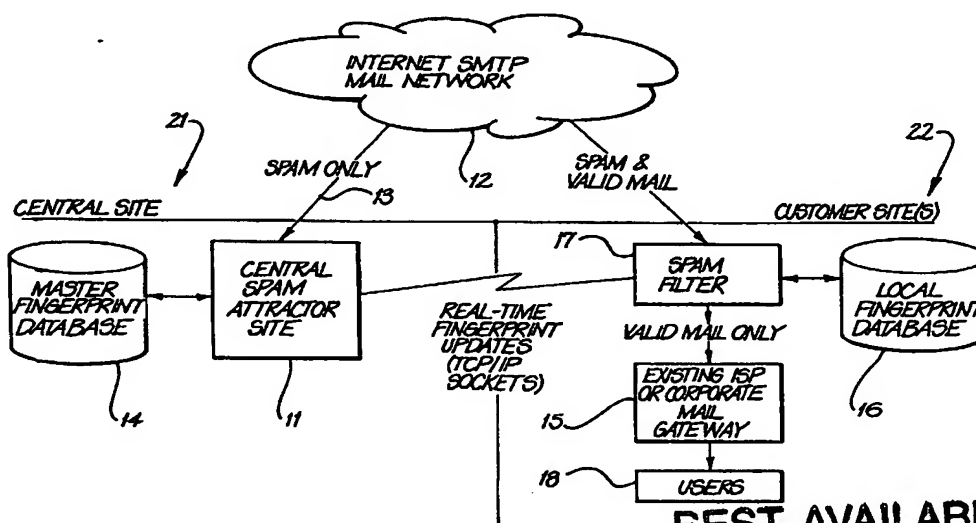 INTERNET SMTP
MAIL NETWORK
21
22
SPAM ONLY
13
12
SPAM &
VALID MAIL
CENTRAL SITE
CUSTOMER SITE(S)
17
MASTER
FINGERPRINT
DATABASE
CENTRAL
SPAM
ATTRACTOR
SITE
SPAM
FILTER
LOCAL
FINGERPRINT
DATABASE
REAL-TIME
FINGERPRINT
UPDATES
(TCP/IP
SOCKETS)
VALID MAIL ONLY
14
11
15
EXISTING ISP
OR CORPORATE
MAIL
GATEWAY
16
18
USERS
BEST AVAILABL